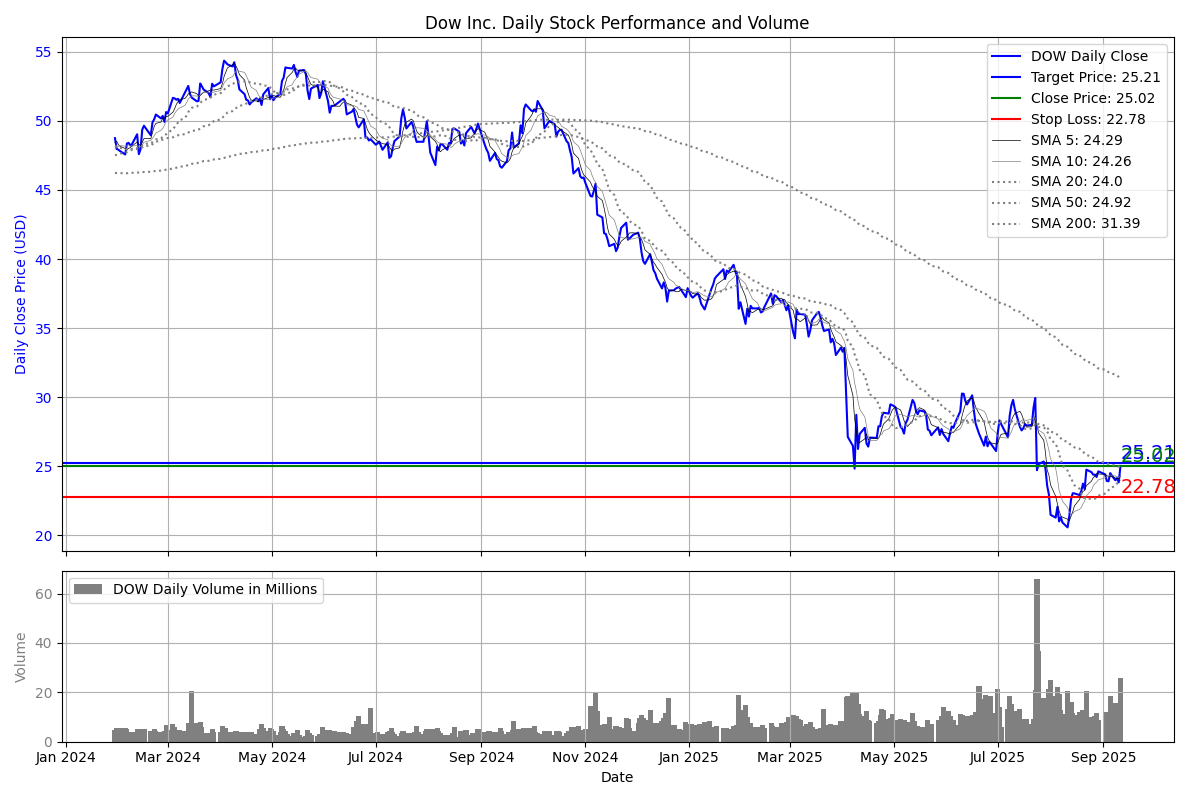 Dow Inc. Daily Stock Performance and Volume
Daily Close Price (USD)
55
50
45
40
35
30
25
20
DOW Daily Close
Target Price: 25.21
Close Price: 25.02
Stop Loss: 22.78
SMA 5: 24.29
SMA 10: 24.26
SMA 20: 24.0
SMA 50: 24.92
SMA 200: 31.39
25.21
25.02
22.78
Volume
60
40
20
0
DOW Daily Volume in Millions
Jan 2024 Mar 2024 May 2024 Jul 2024 Sep 2024 Nov 2024 Jan 2025 Mar 2025 May 2025 Jul 2025 Sep 2025
Date